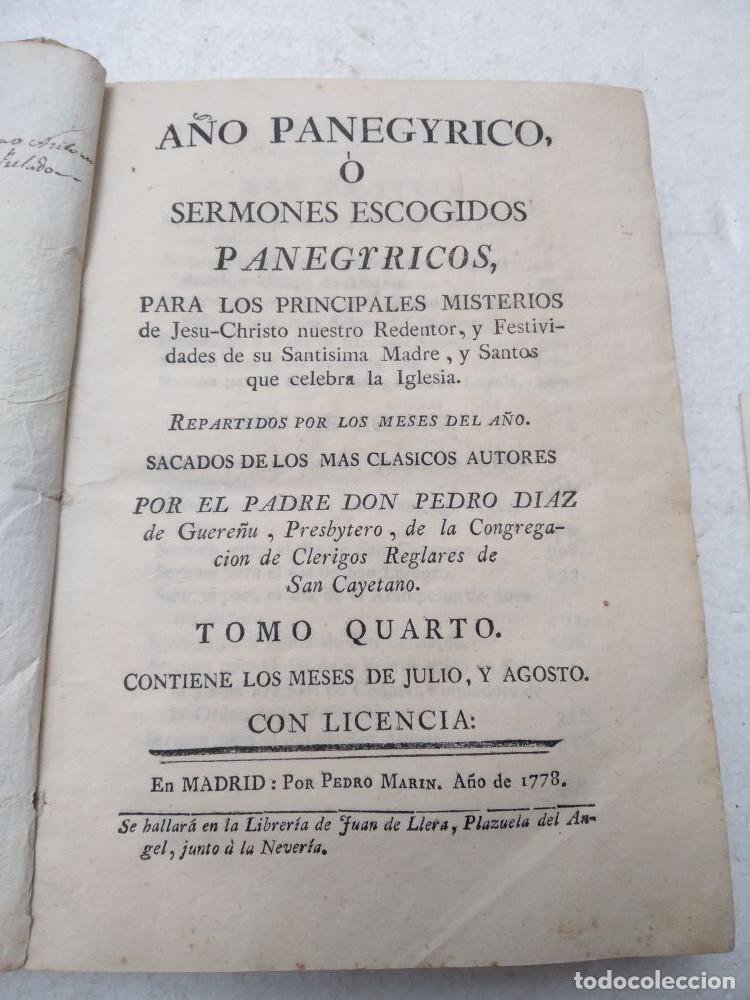 AÑO PANEGYRICO,
Ò
SERMONES ESCOGIDOS
PANEGYRICOS,
PARA LOS PRINCIPALES MISTERIOS
de Jesu-Christo nuestro Redentor, y Festivi-
dades de su Santisima Madre, y Santos
que celebra la Iglesia.
REPARTIDOS POR LOS MESES DEL AÑO.
SACADOS DE LOS MAS CLASICOS AUTORES
POR EL PADRE DON PEDRO DIAZ
de Guereñu, Presbytero, de la Congrega-
cion de Clerigos Reglares de
San Cayetano.
TOMO QUARTO.
CONTIENE LOS MESES DE JULIO, Y AGOSTO.
CON LICENCIA:
En MADRID: POR PEDRO MARIN. Año de 1778.
Se hallará en la Librería de Juan de Llera, Plazuela del An-
gel, junto à la Nevería.
todocoleccion